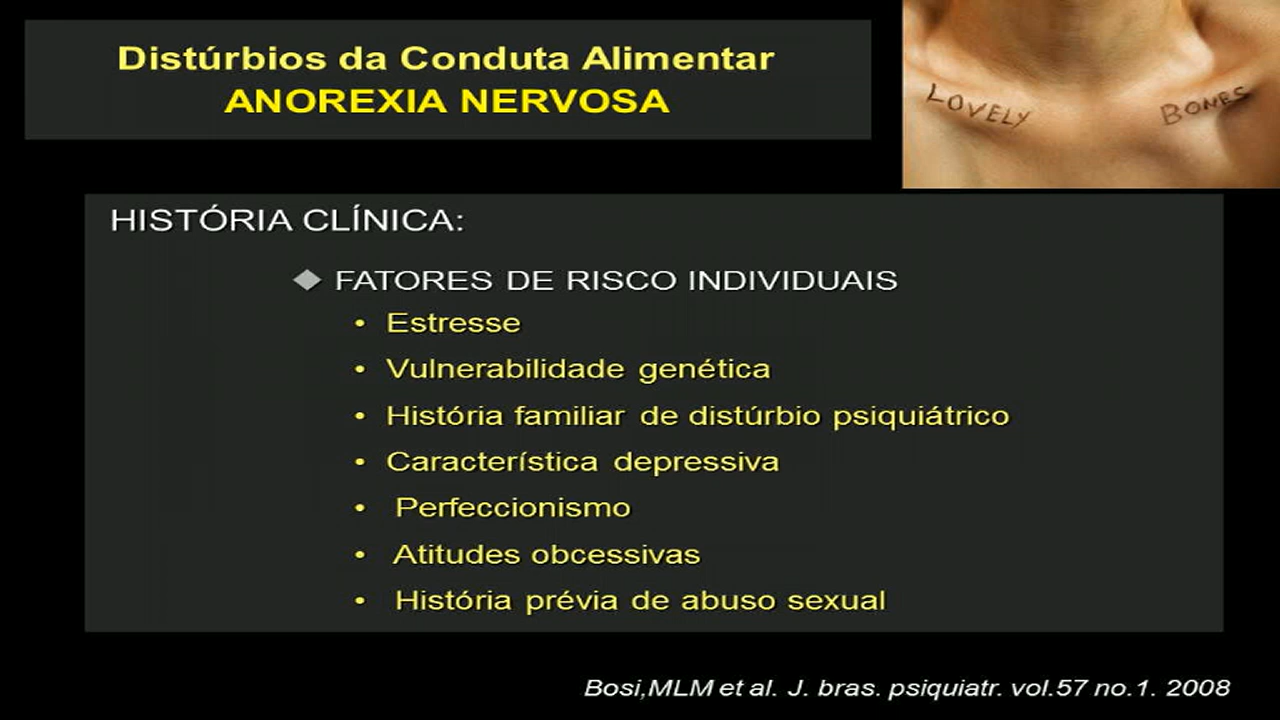 Distúrbios da Conduta Alimentar
ANOREXIA NERVOSA
LOVELY BONES
HISTÓRIA CLÍNICA:
FATORES DE RISCO INDIVIDUAIS
• Estresse
• Vulnerabilidade genética
• História familiar de distúrbio psiquiátrico
• Característica depressiva
• Perfeccionismo
• Atitudes obcessivas
• História prévia de abuso sexual
Bosi,MLM et al. J. bras. psiquiatr. vol.57 no.1. 2008